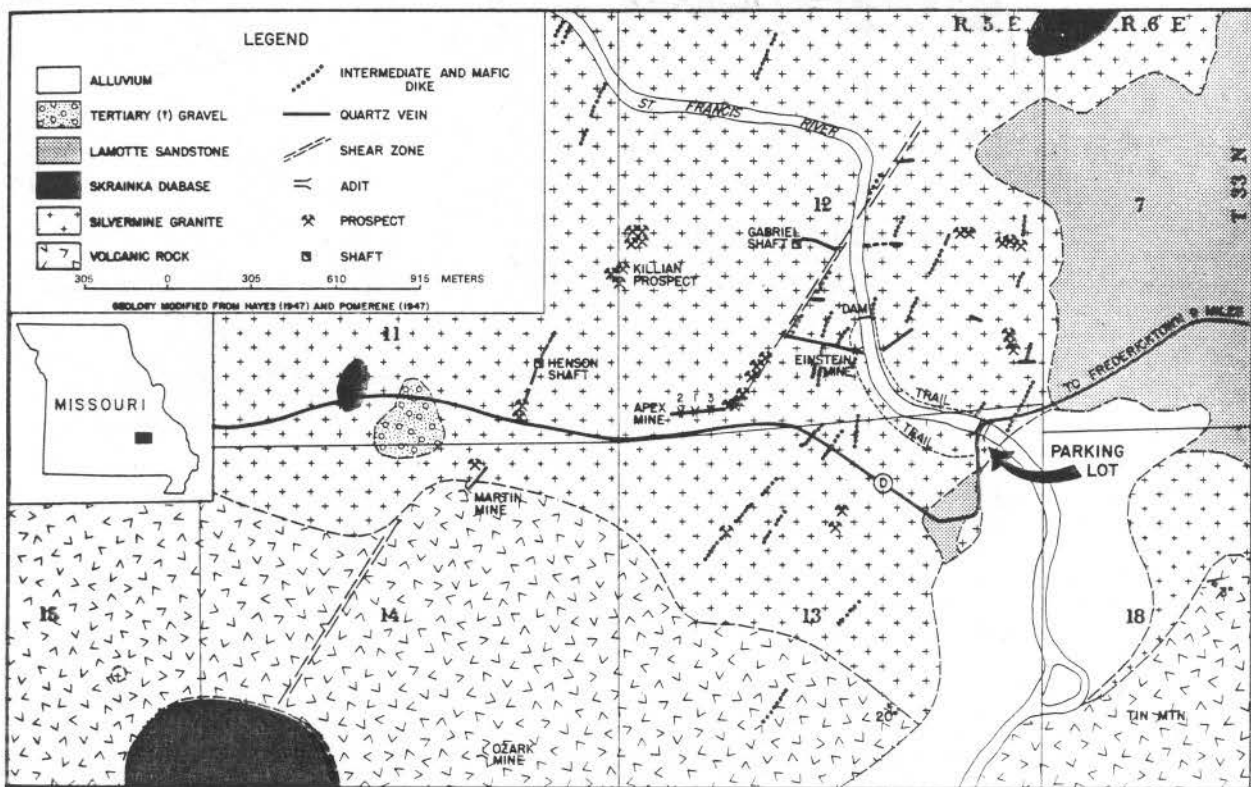 LEGEND
ALLUVIUM
TERTIARY (?) GRAVEL
LAMOTTE SANDSTONE
SKRAINKA DIABASE
SILVERMINE GRANITE
VOLCANIC ROCK
INTERMEDIATE AND MAFIC
DIKE
QUARTZ VEIN
SHEAR ZONE
ADIT
PROSPECT
SHAFT
305 0 305 610 915 METERS
GEOLOGY MODIFIED FROM HAYES (1947) AND POMERENE (1947)
R 5 E R 6 E
T 33 N
ST FRANCIS RIVER
12
7
GABRIEL
SHAFT
KILLIAN
PROSPECT
11
DAM
HENSON
SHAFT
EINSTEIN
MINE
TO FREDERICKTOWN 9 MILES
MISSOURI
2 1 3
APEX
MINE
TRAIL
TRAIL
PARKING
LOT
D
MARTIN
MINE
15
14
13
18
20°
TIN MTN
OZARK
MINE